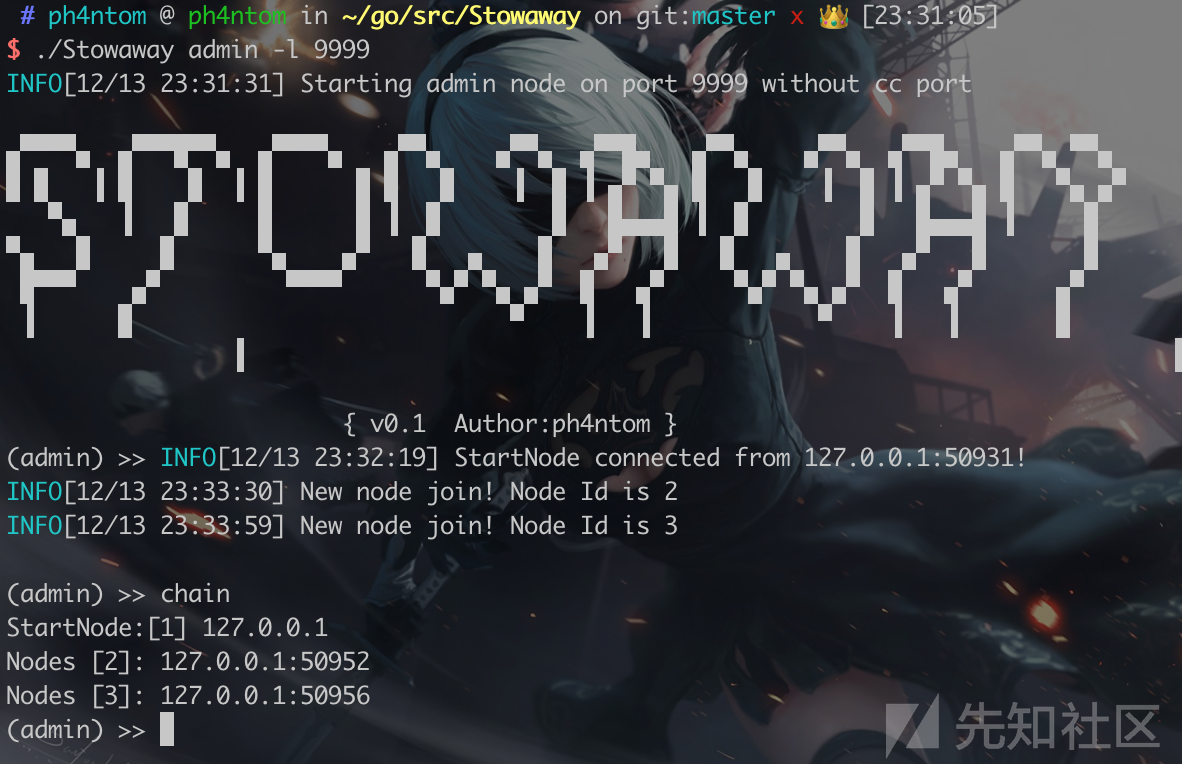 # ph4ntom @ ph4ntom in ~/go/src/Stowaway on git:master x 👑 [23:31:05]
$ ./Stowaway admin -l 9999
INFO[12/13 23:31:31] Starting admin node on port 9999 without cc port
STOWAWAY
{ v0.1  Author:ph4ntom }
(admin) >> INFO[12/13 23:32:19] StartNode connected from 127.0.0.1:50931!
INFO[12/13 23:33:30] New node join! Node Id is 2
INFO[12/13 23:33:59] New node join! Node Id is 3
(admin) >> chain
StartNode:[1] 127.0.0.1
Nodes [2]: 127.0.0.1:50952
Nodes [3]: 127.0.0.1:50956
(admin) >>
先知社区